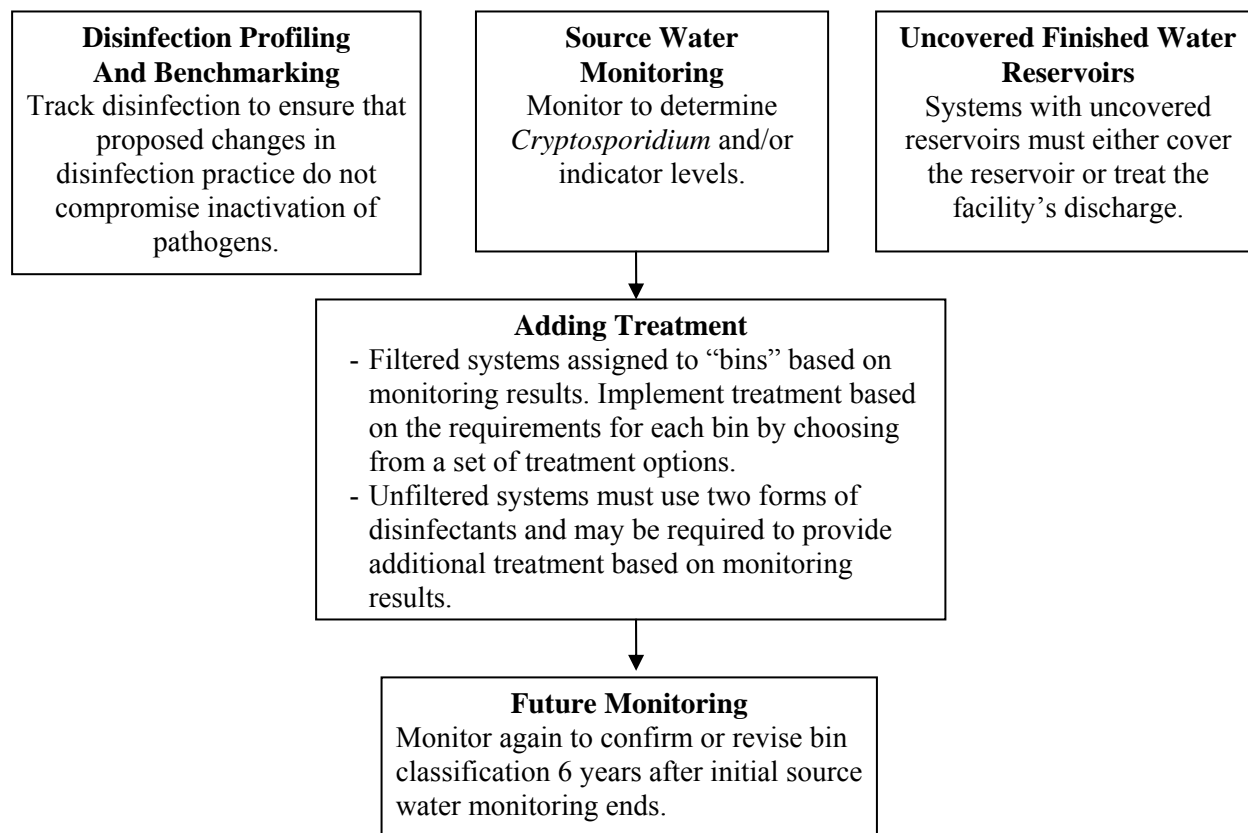 Disinfection Profiling
And Benchmarking
Track disinfection to ensure that
proposed changes in
disinfection practice do not
compromise inactivation of
pathogens.
Source Water
Monitoring
Monitor to determine
Cryptosporidium and/or
indicator levels.
Uncovered Finished Water
Reservoirs
Systems with uncovered
reservoirs must either cover
the reservoir or treat the
facility’s discharge.
Adding Treatment
- Filtered systems assigned to “bins” based on
monitoring results. Implement treatment based
on the requirements for each bin by choosing
from a set of treatment options.
- Unfiltered systems must use two forms of
disinfectants and may be required to provide
additional treatment based on monitoring
results.
Future Monitoring
Monitor again to confirm or revise bin
classification 6 years after initial source
water monitoring ends.